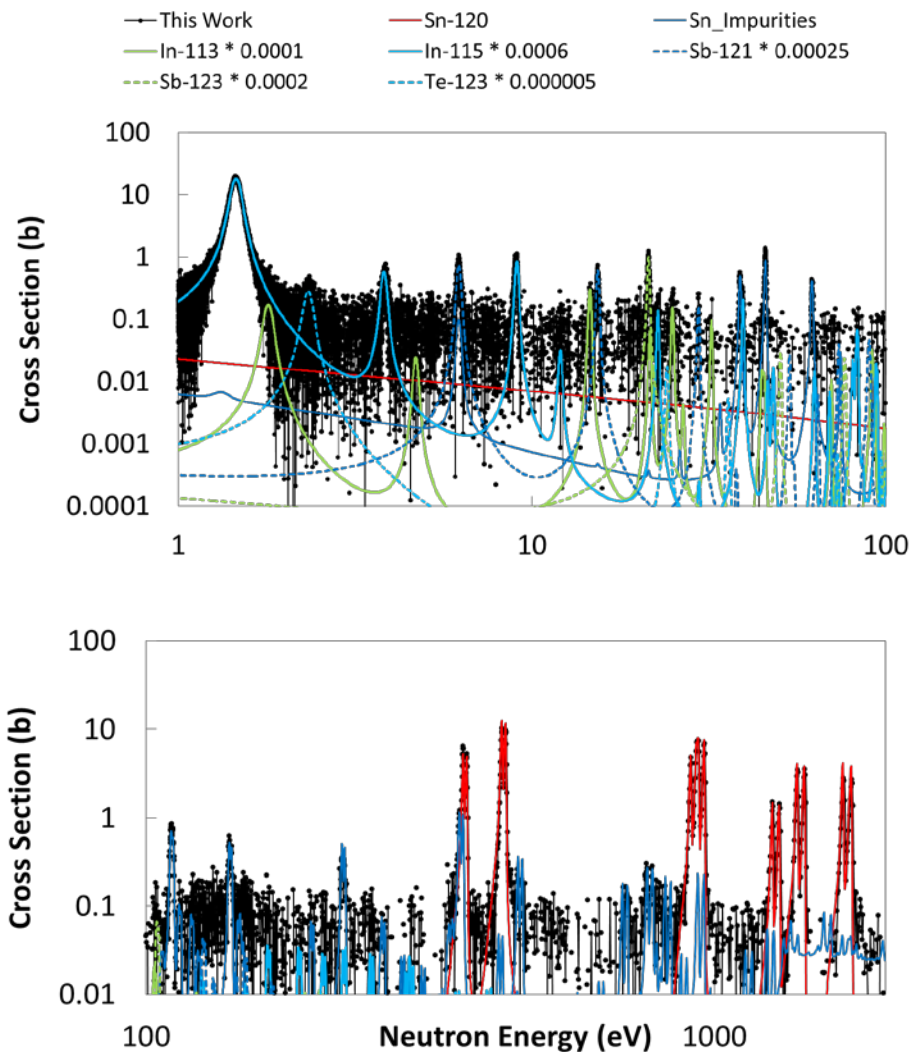 This Work Sn-120 Sn_Impurities
In-113 * 0.0001 In-115 * 0.0006 Sb-121 * 0.00025
Sb-123 * 0.0002 Te-123 * 0.000005
Cross Section (b)
100
10
1
0.1
0.01
0.001
0.0001
1 10 100
Cross Section (b)
100
10
1
0.1
0.01
100 Neutron Energy (eV) 1000